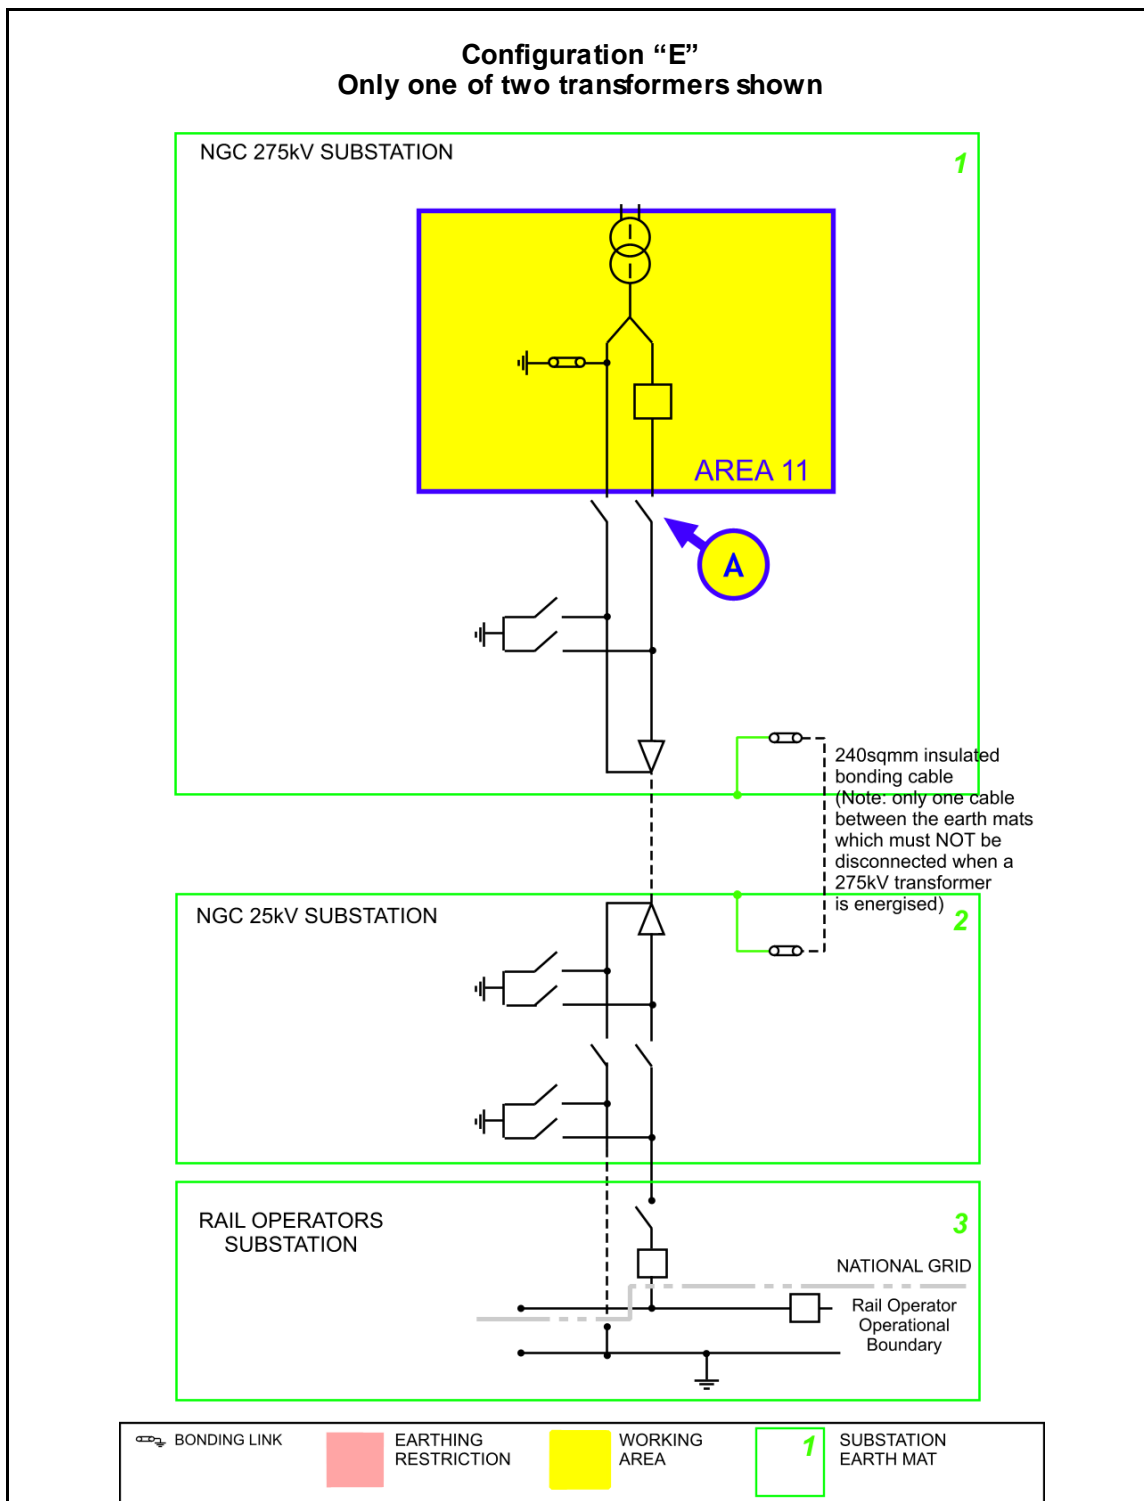 Configuration “E”
Only one of two transformers shown
NGC 275kV SUBSTATION
1
AREA 11
A
240sqmm insulated
bonding cable
(Note: only one cable
between the earth mats
which must NOT be
disconnected when a
275kV transformer
is energised)
NGC 25kV SUBSTATION
2
RAIL OPERATORS
SUBSTATION
3
NATIONAL GRID
Rail Operator
Operational
Boundary
BONDING LINK
EARTHING
RESTRICTION
WORKING
AREA
1
SUBSTATION
EARTH MAT